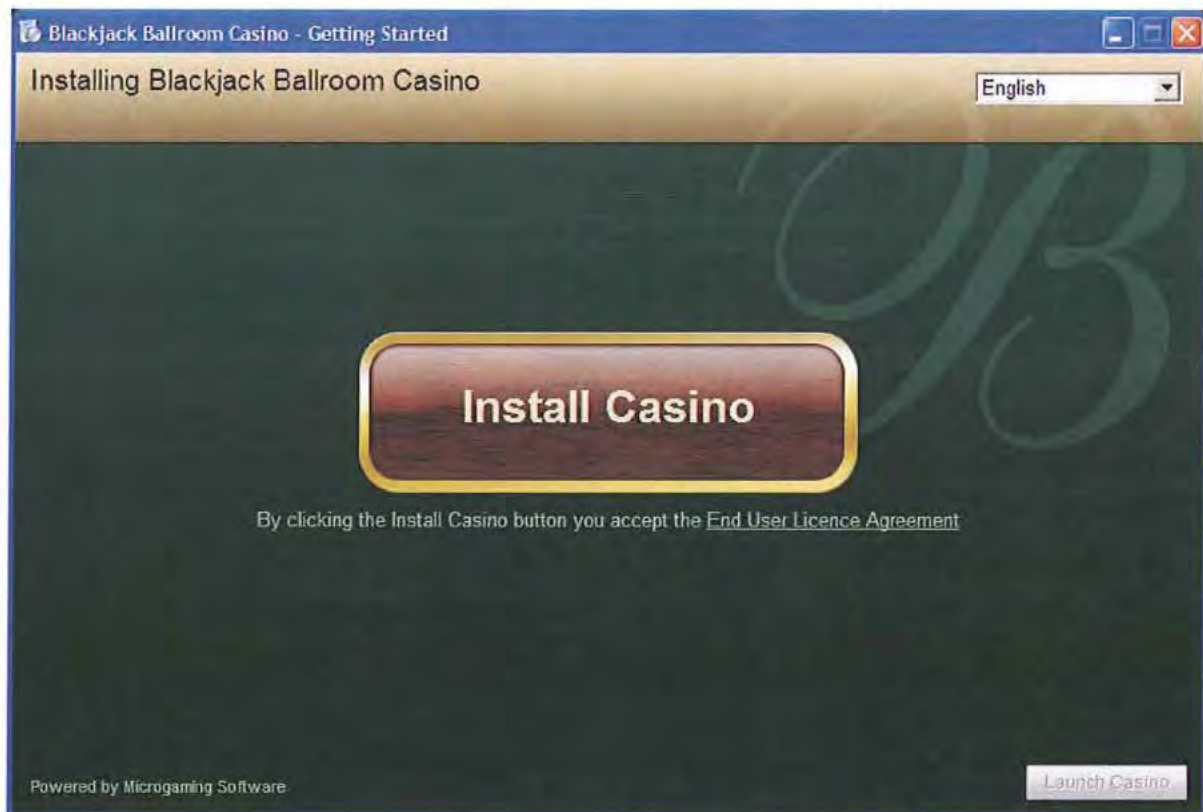 Blackjack Ballroom Casino - Getting Started
Installing Blackjack Ballroom Casino
English
B
Install Casino
By clicking the Install Casino button you accept the End User Licence Agreement
Powered by Microgaming Software
Launch Casino